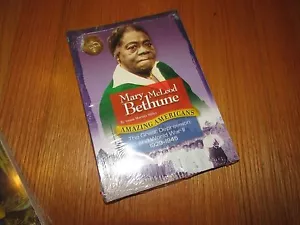 Mary McLeod
Bethune
AMAZING AMERICANS
The Great Depression
and World War II
1929-1945